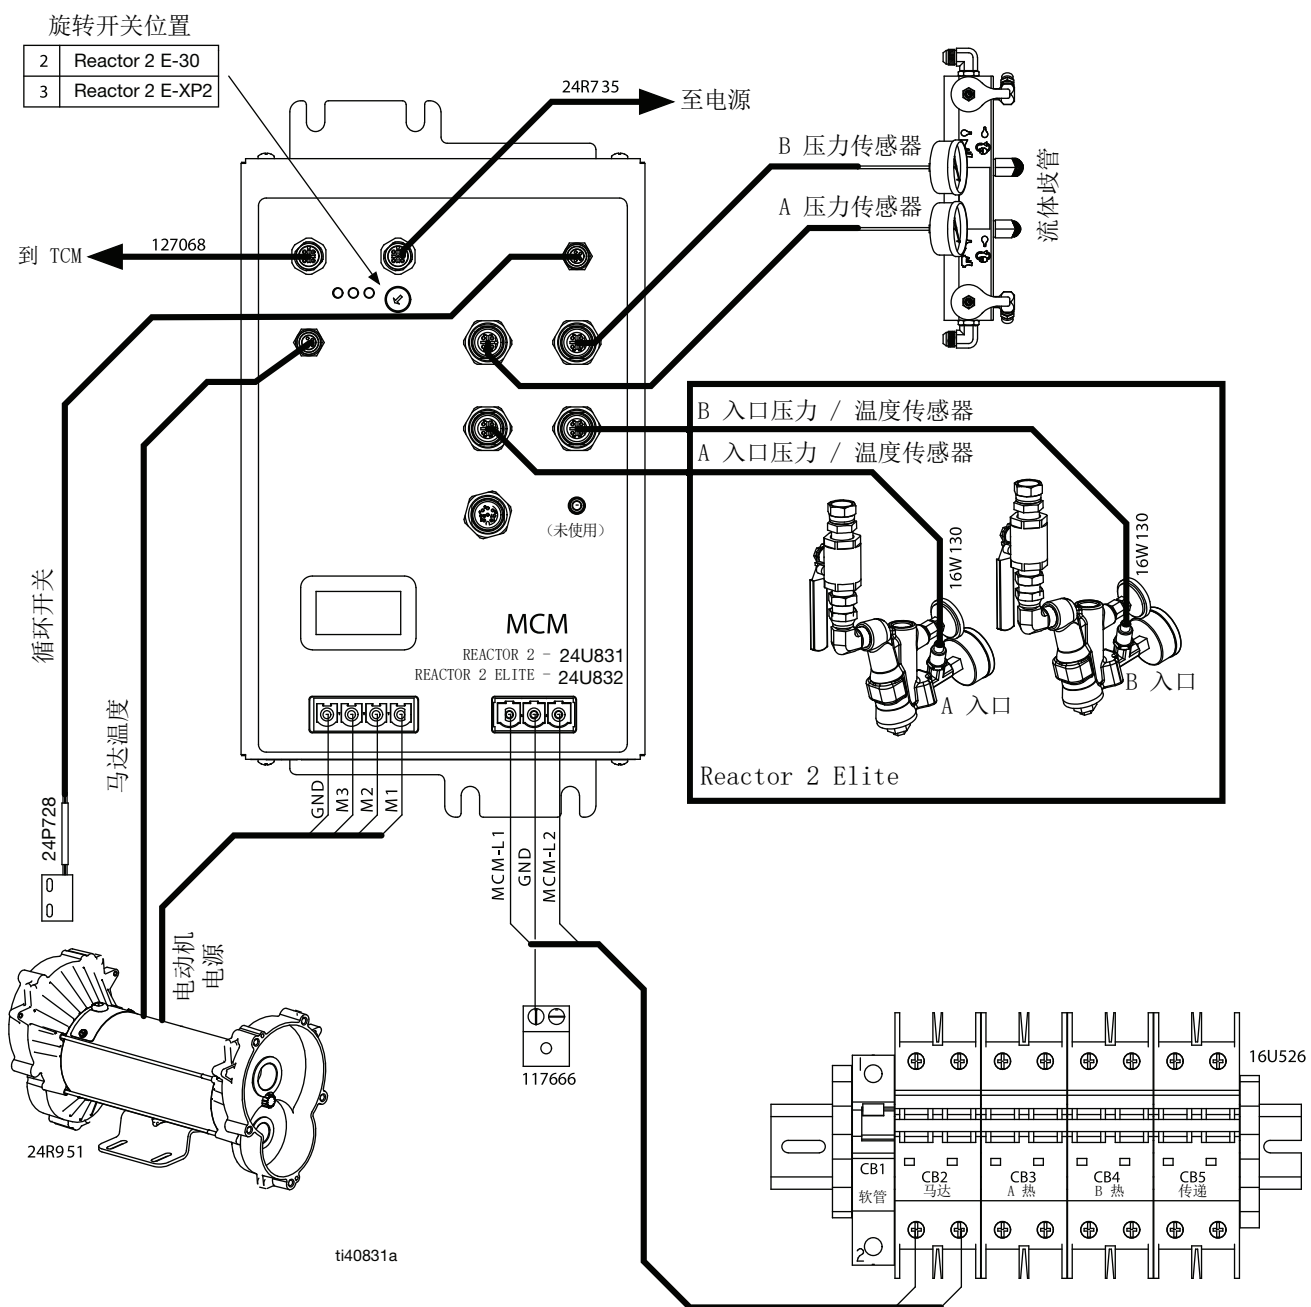 旋转开关位置
2 Reactor 2 E-30
3 Reactor 2 E-XP2
24R735
至电源
B 压力传感器
A 压力传感器
流体歧管
到 TCM
127068
B 入口压力 / 温度传感器
A 入口压力 / 温度传感器
(未使用)
16W130
16W130
循环开关
MCM
REACTOR 2 - 24U831
REACTOR 2 ELITE - 24U832
A 入口
B 入口
Reactor 2 Elite
马达温度
24P728
GND
M3
M2
M1
MCM-L1
GND
MCM-L2
电动机
电源
117666
24R951
16U526
1
CB1
软管
2
CB2
马达
CB3
A 热
CB4
B 热
CB5
传递
ti40831a